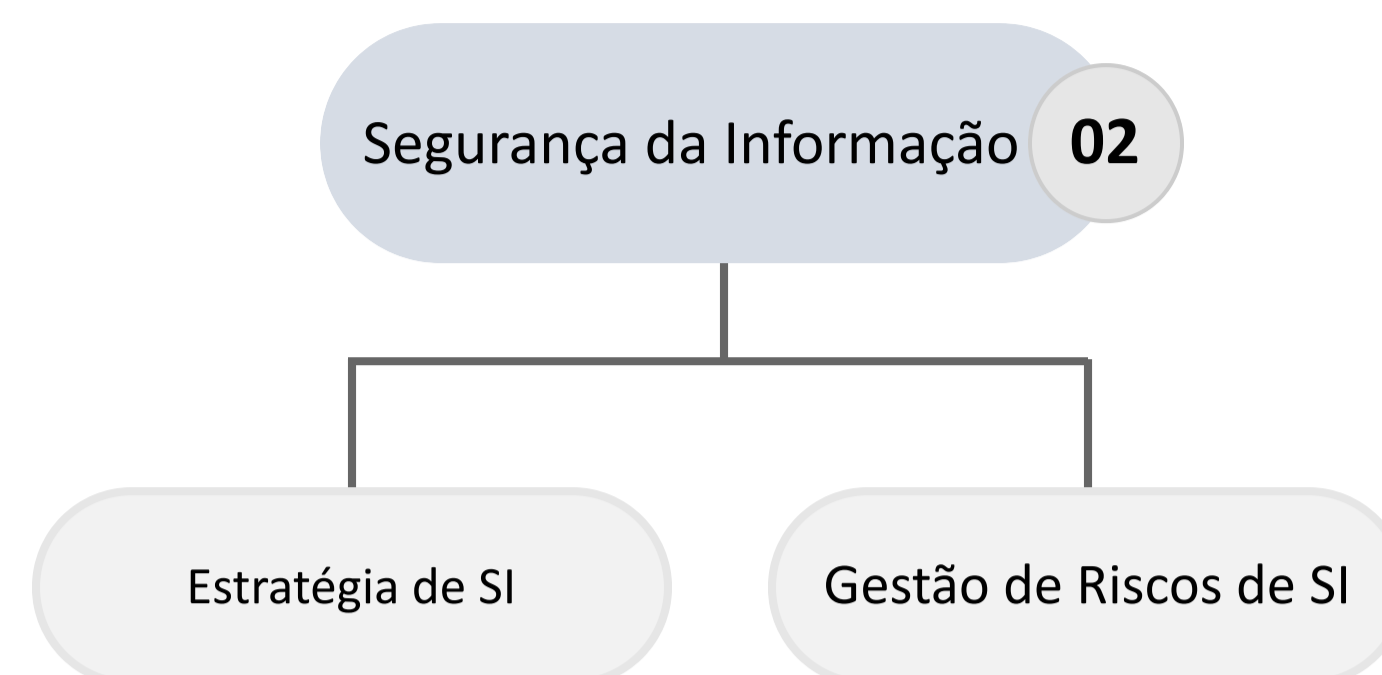 Segurança da Informação
02
Estratégia de SI
Gestão de Riscos de SI